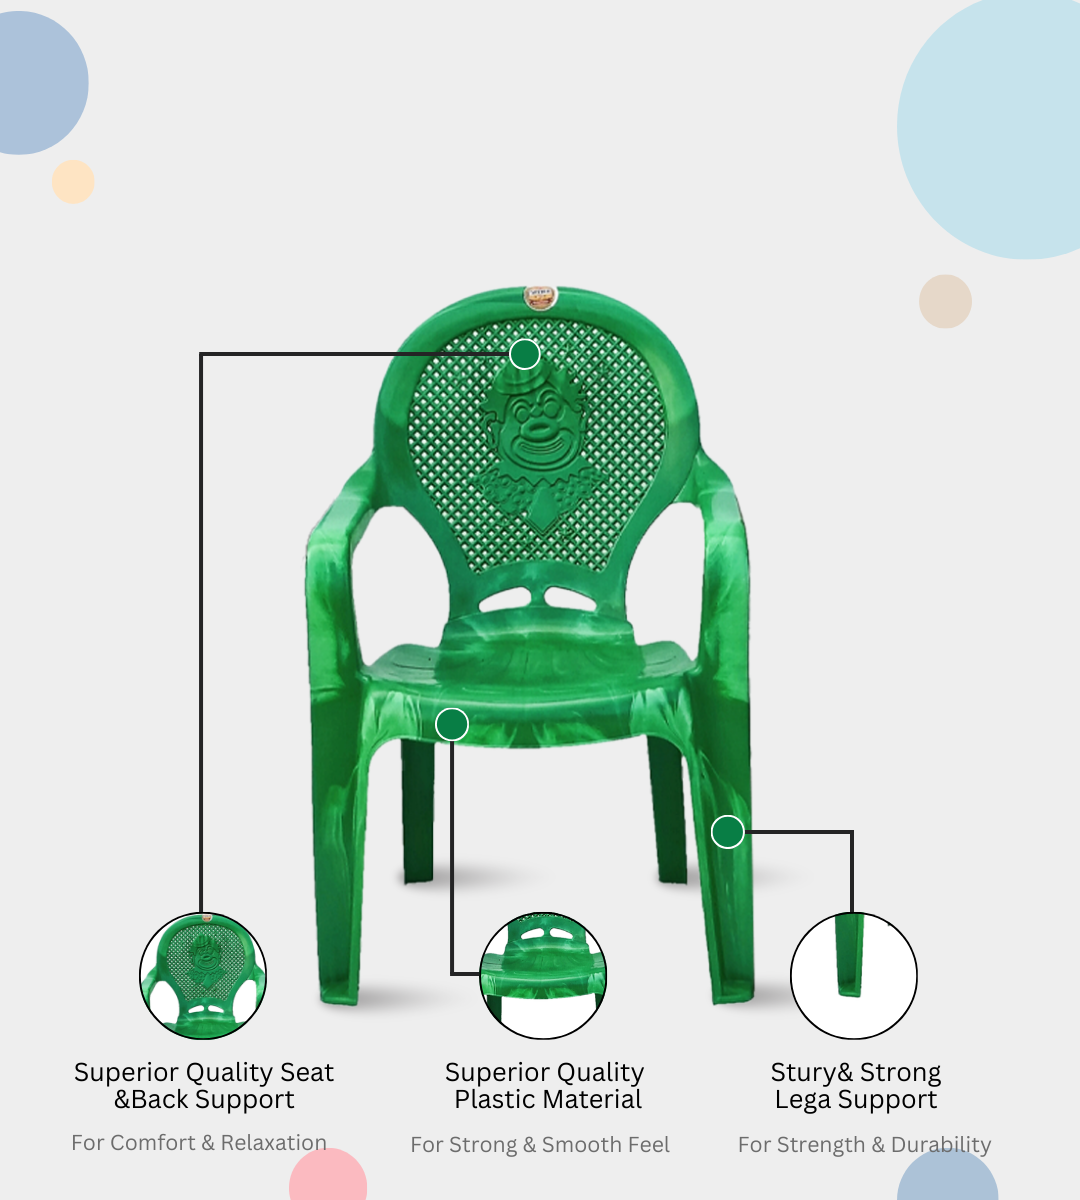 Superior Quality Seat
&Back Support
For Comfort & Relaxation
Superior Quality
Plastic Material
For Strong & Smooth Feel
Stury& Strong
Lega Support
For Strength & Durability